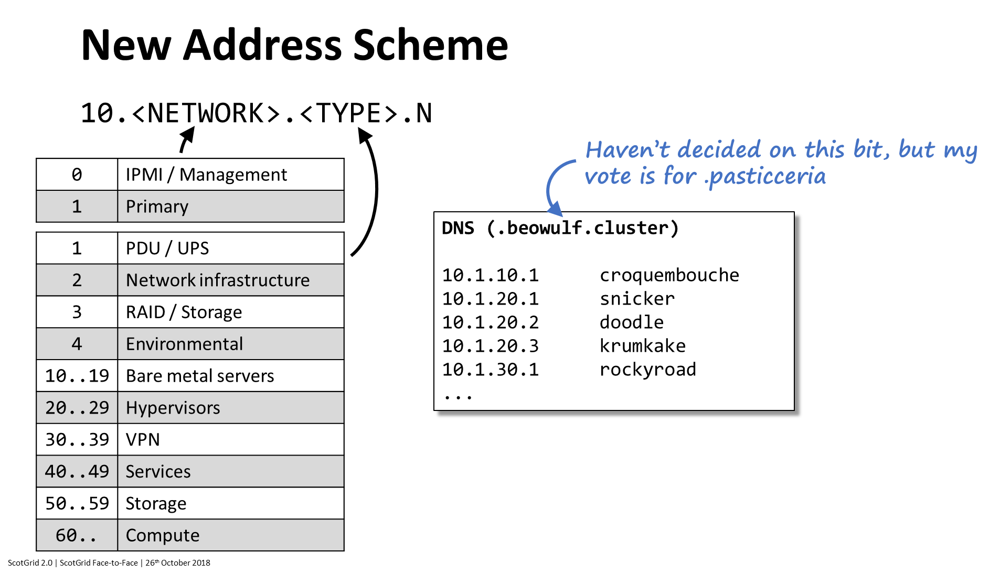 New Address Scheme
10.<NETWORK>.<TYPE>.N
0 IPMI / Management
1 Primary
1 PDU / UPS
2 Network infrastructure
3 RAID / Storage
4 Environmental
10..19 Bare metal servers
20..29 Hypervisors
30..39 VPN
40..49 Services
50..59 Storage
60.. Compute
Haven't decided on this bit, but my
vote is for .pasticceria
DNS (.beowulf.cluster)
10.1.10.1 croquembouche
10.1.20.1 snicker
10.1.20.2 doodle
10.1.20.3 krumkake
10.1.30.1 rockyroad
...
ScotGrid 2.0 | ScotGrid Face-to-Face | 26th October 2018